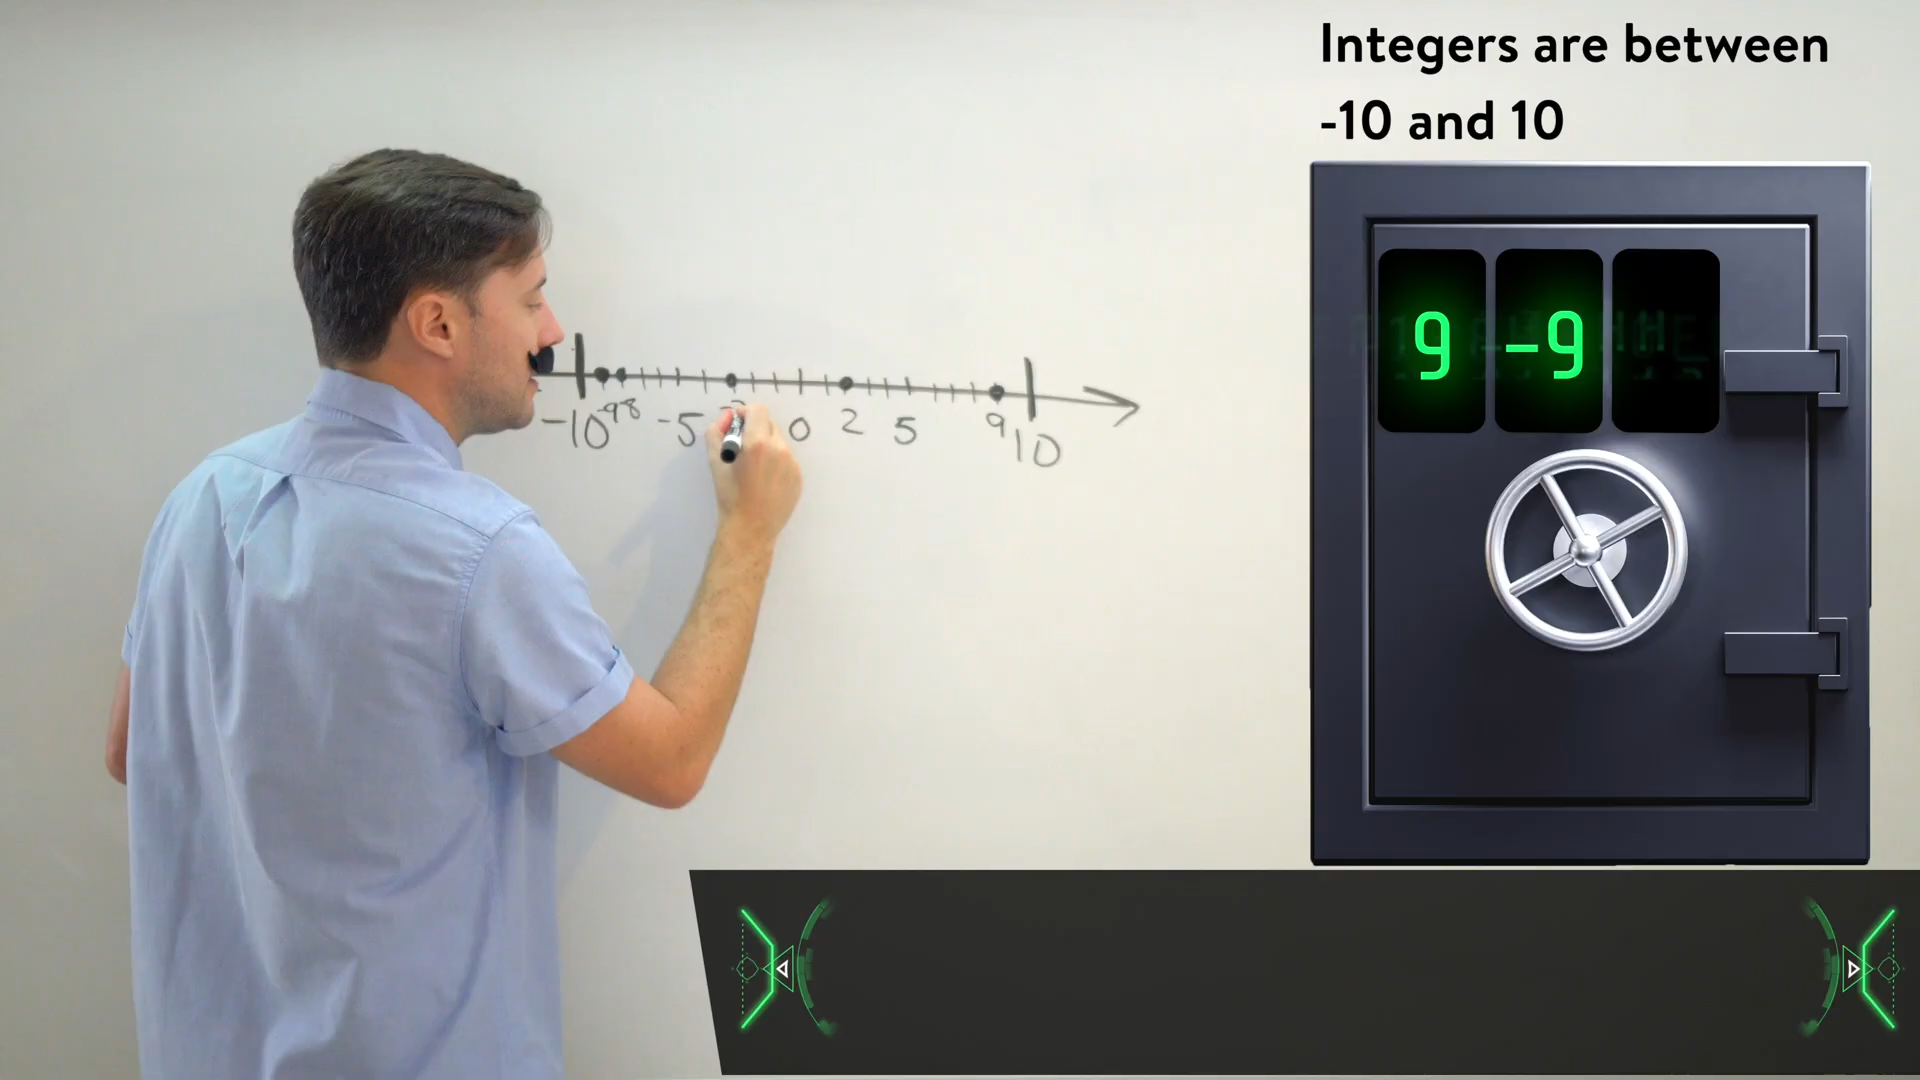 Integers are between
-10 and 10
9 -9
-10 -9 8 -5 0 2 5 9 10